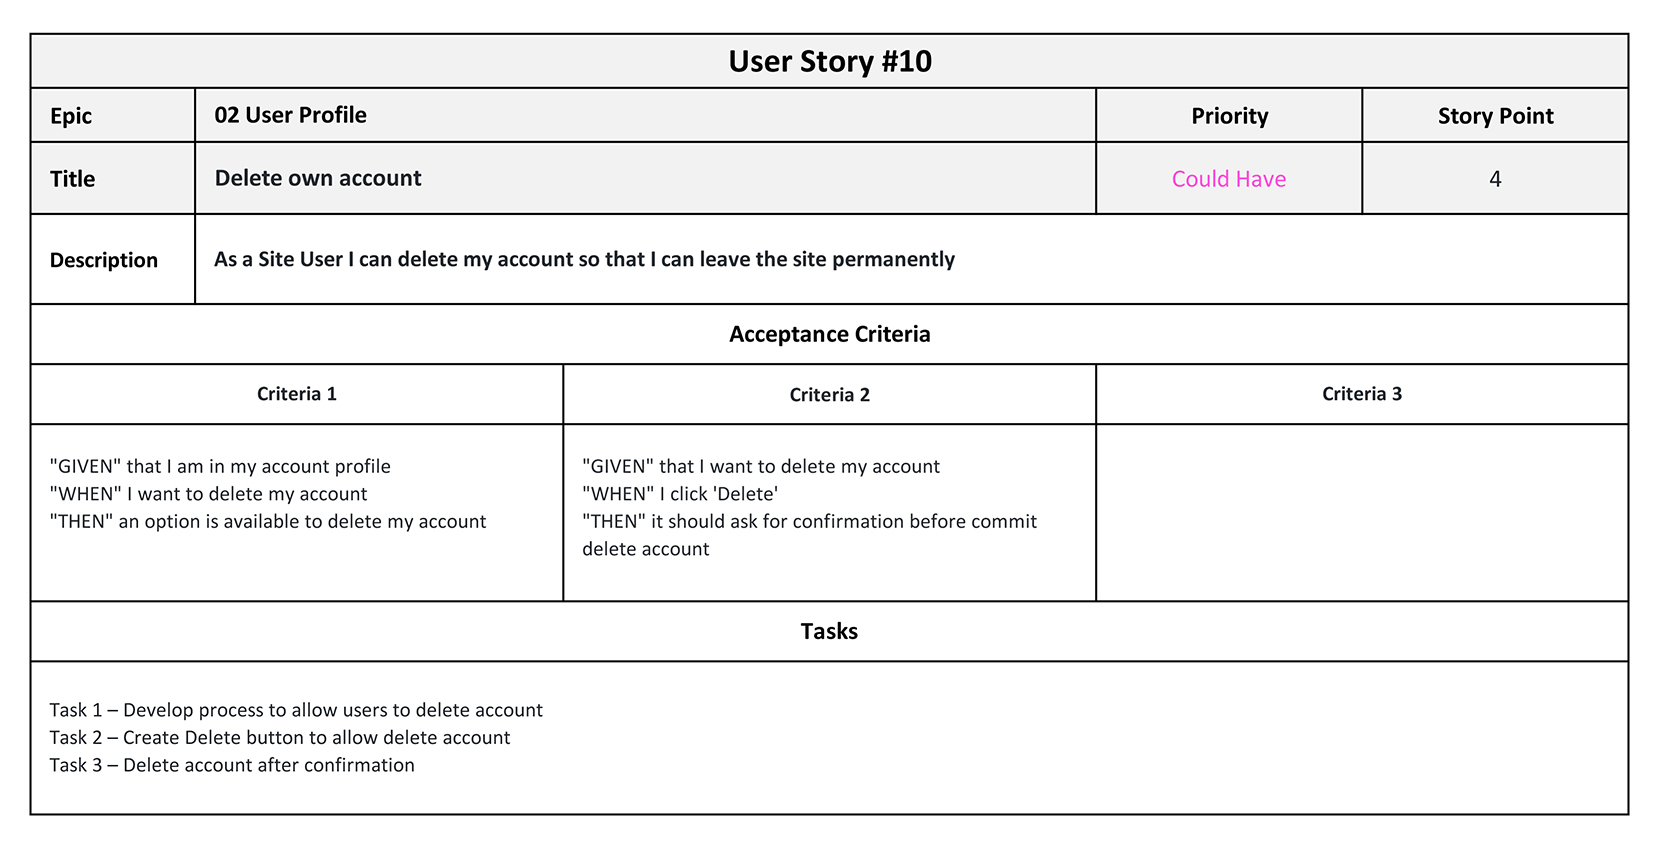 User Story #10
Epic
02 User Profile
Priority
Story Point
Title
Delete own account
Could Have
4
Description
As a Site User I can delete my account so that I can leave the site permanently
Acceptance Criteria
Criteria 1
Criteria 2
Criteria 3
"GIVEN" that I am in my account profile
"WHEN" I want to delete my account
"THEN" an option is available to delete my account
"GIVEN" that I want to delete my account
"WHEN" I click 'Delete'
"THEN" it should ask for confirmation before commit
delete account
Tasks
Task 1 – Develop process to allow users to delete account
Task 2 – Create Delete button to allow delete account
Task 3 – Delete account after confirmation